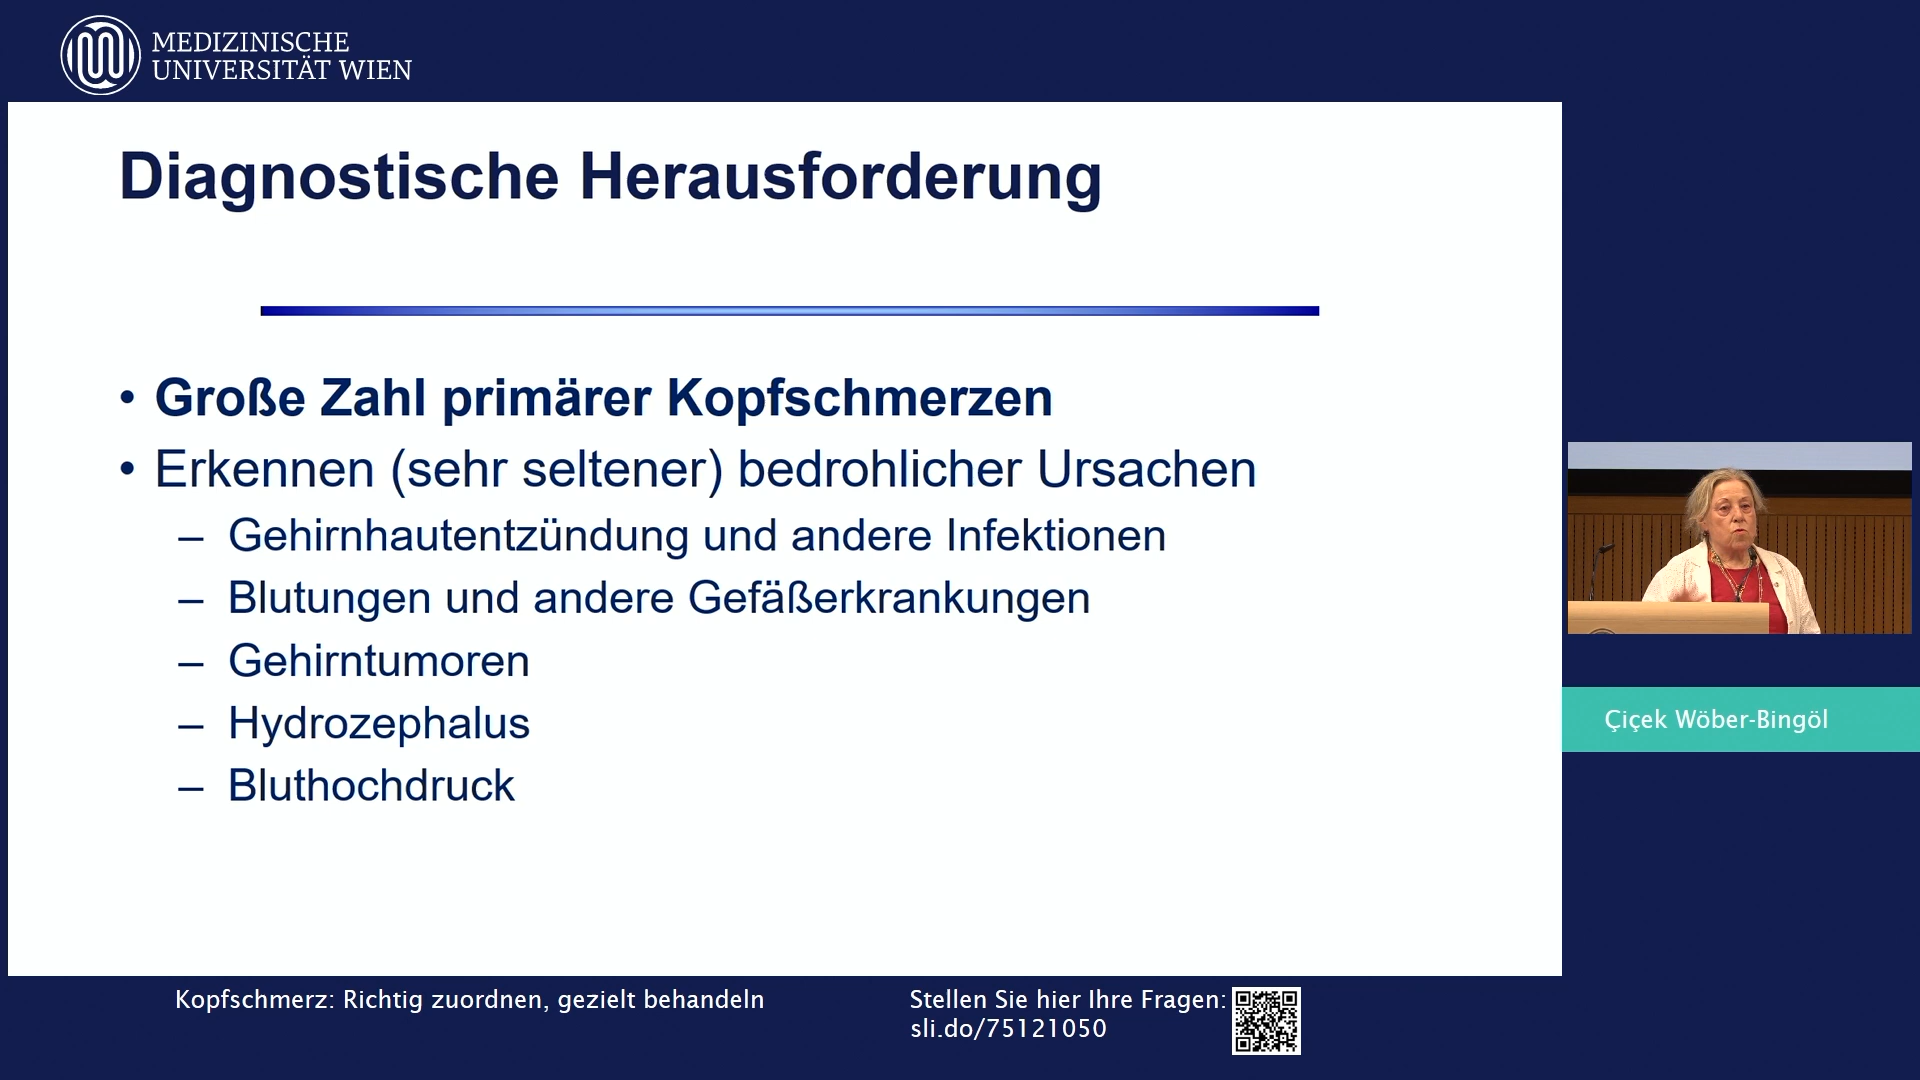 MEDIZINISCHE
UNIVERSITÄT WIEN
Diagnostische Herausforderung
• Große Zahl primärer Kopfschmerzen
• Erkennen (sehr seltener) bedrohlicher Ursachen
– Gehirnhautentzündung und andere Infektionen
– Blutungen und andere Gefäßerkrankungen
– Gehirntumoren
– Hydrozephalus
– Bluthochdruck
Çiçek Wöber-Bingöl
Kopfschmerz: Richtig zuordnen, gezielt behandeln
Stellen Sie hier Ihre Fragen:
sli.do/75121050